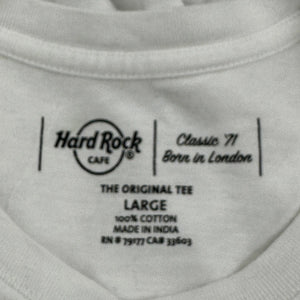 Hard Rock
CAFE
®
Classic '71
Born in London
THE ORIGINAL TEE
LARGE
100% COTTON
MADE IN INDIA
RN # 79177 CA# 33603